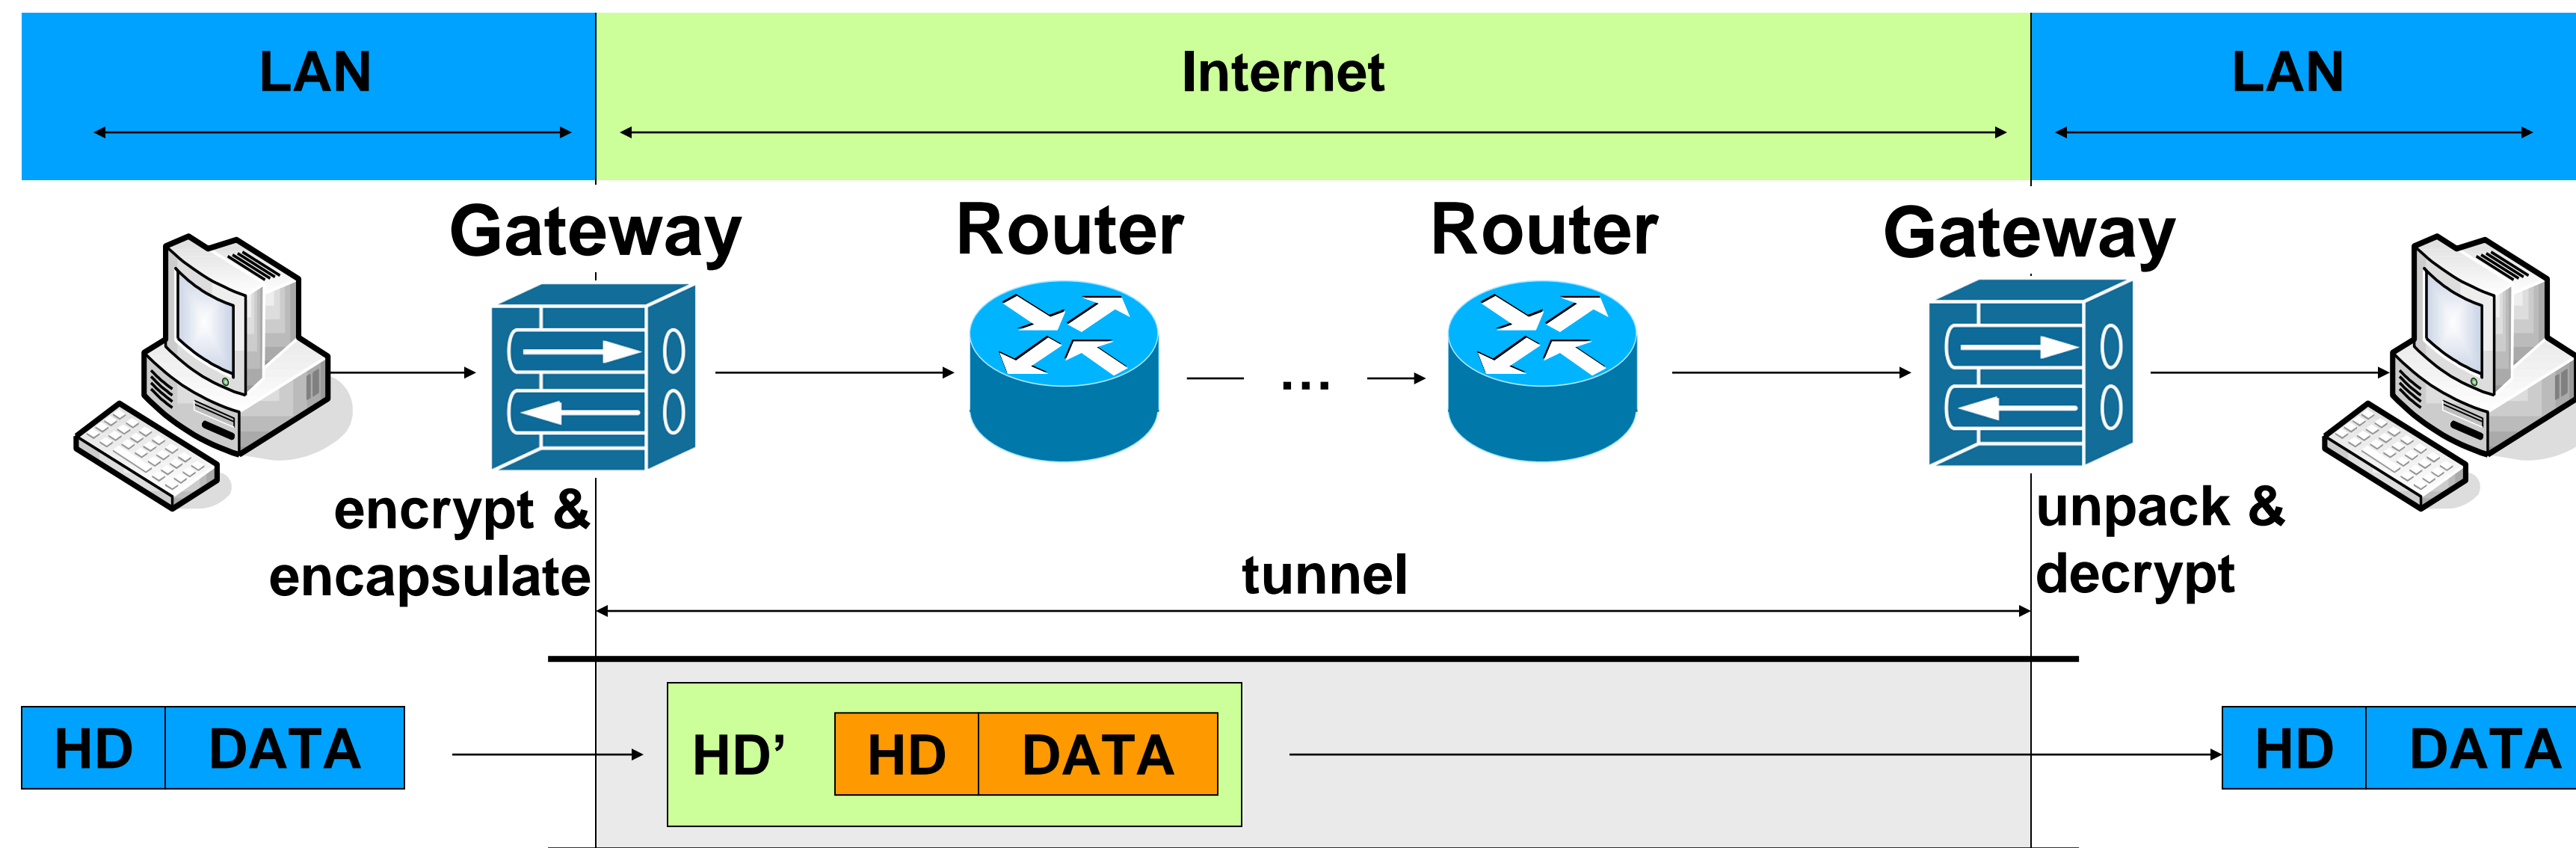 LAN
Internet
LAN
Gateway
Router
Router
Gateway
...
encrypt &
encapsulate
tunnel
unpack &
decrypt
HD DATA
HD’ HD DATA
HD DATA